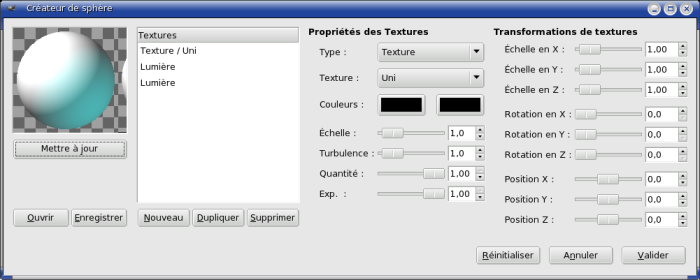 Créateur de sphère
Mettre à jour
Ouvrir
Enregistrer
Textures
Texture / Uni
Lumière
Lumière
Nouveau
Dupliquer
Supprimer
Propriétés des Textures
Type :
Texture
Texture :
Uni
Couleurs :
Échelle :
1,0
Turbulence :
1,0
Quantité :
1,00
Exp. :
1,00
Transformations de textures
Échelle en X :
1,00
Échelle en Y :
1,00
Échelle en Z :
1,00
Rotation en X :
0,0
Rotation en Y :
0,0
Rotation en Z :
0,0
Position X :
0,0
Position Y :
0,0
Position Z :
0,0
Réinitialiser
Annuler
Valider